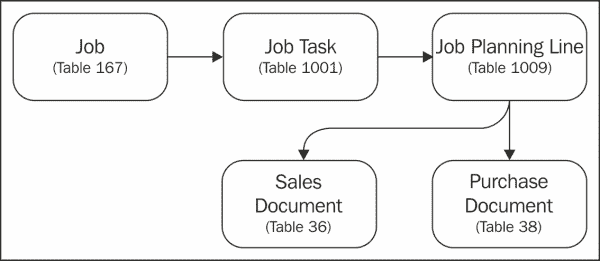 Job
(Table 167)
Job Task
(Table 1001)
Job Planning Line
(Table 1009)
Sales
Document
(Table 36)
Purchase
Document
(Table 38)